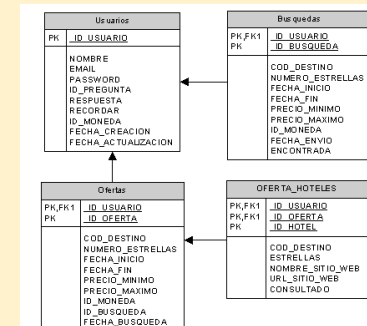 Usuarios
PK ID_USUARIO
NOMBRE
EMAIL
PASSWORD
ID_PREGUNTA
RESPUESTA
RECORDAR
ID_MONEDA
FECHA_CREACION
FECHA_ACTUALIZACION
Busquedas
PK,FK1 ID_USUARIO
PK ID_BUSQUEDA
COD_DESTINO
NUMERO_ESTRELLAS
FECHA_INICIO
FECHA_FIN
PRECIO_MINIMO
PRECIO_MAXIMO
ID_MONEDA
FECHA_ENVIO
ENCONTRADA
Ofertas
PK,FK1 ID_USUARIO
PK ID_OFERTA
COD_DESTINO
NUMERO_ESTRELLAS
FECHA_INICIO
FECHA_FIN
PRECIO_MINIMO
PRECIO_MAXIMO
ID_MONEDA
ID_BUSQUEDA
FECHA_BUSQUEDA
OFERTA_HOTELES
PK,FK1 ID_USUARIO
PK,FK1 ID_OFERTA
PK ID_HOTEL
COD_DESTINO
ESTRELLAS
NOMBRE_SITIO_WEB
URL_SITIO_WEB
CONSULTADO